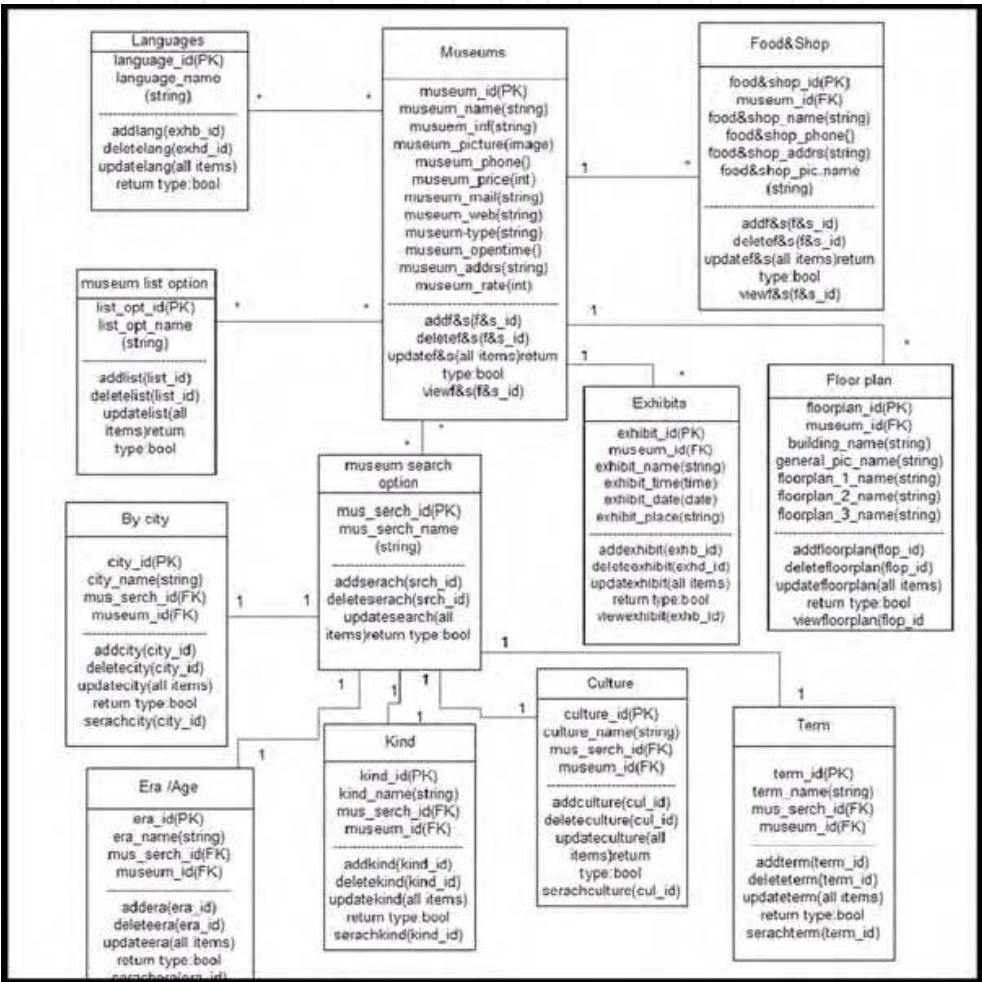 Languages
language_id(PK)
language_name
(string)
addlang(exhb_id)
deletelang(exhd_id)
updatelang(all items)
return type:bool
*
*
Museums
museum_id(PK)
museum_name(string)
musuem_inf(string)
museum_picture(image)
museum_phone()
museum_price(int)
museum_mail(string)
museum_web(string)
museum-type(string)
museum_opentime()
museum_addrs(string)
museum_rate(int)
addf&s(f&s_id)
deletef&s(f&s_id)
updatef&s(all items)return
type:bool
viewf&s(f&s_id)
1
*
Food&Shop
food&shop_id(PK)
museum_id(FK)
food&shop_name(string)
food&shop_phone()
food&shop_addrs(string)
food&shop_pic.name
(string)
addf&s(f&s_id)
deletef&s(f&s_id)
updatef&s(all items)return
type:bool
viewf&s(f&s_id)
museum list option
list_opt_id(PK)
list_opt_name
(string)
addlist(list_id)
deletelist(list_id)
updatelist(all
items)return
type:bool
*
*
1
*
1
*
Exhibits
exhibit_id(PK)
museum_id(FK)
exhibit_name(string)
exhibit_time(time)
exhibit_date(date)
exhibit_place(string)
addexhibit(exhb_id)
deleteexhibit(exhd_id)
updatexhibit(all items)
return type:bool
viewexhibit(exhb_id)
Floor plan
floorplan_id(PK)
museum_id(FK)
building_name(string)
general_pic_name(string)
floorplan_1_name(string)
floorplan_2_name(string)
floorplan_3_name(string)
addfloorplan(flop_id)
deletefloorplan(flop_id)
updatefloorplan(all items)
return type:bool
viewfloorplan(flop_id
*
*
museum search
option
mus_serch_id(PK)
mus_serch_name
(string)
addserach(srch_id)
deleteserach(srch_id)
updatesearch(all
items)return type:bool
By city
city_id(PK)
city_name(string)
mus_serch_id(FK)
museum_id(FK)
addcity(city_id)
deletecity(city_id)
updatecity(all items)
return type:bool
serachcity(city_id)
1
1
1
1
1
1
1
1
1
1
Era /Age
era_id(PK)
era_name(string)
mus_serch_id(FK)
museum_id(FK)
addera(era_id)
deleteera(era_id)
updateera(all items)
return type:bool
Kind
kind_id(PK)
kind_name(string)
mus_serch_id(FK)
museum_id(FK)
addkind(kind_id)
deletekind(kind_id)
updatekind(all items)
return type:bool
serachkind(kind_id)
Culture
culture_id(PK)
culture_name(string)
mus_serch_id(FK)
museum_id(FK)
addculture(cul_id)
deleteculture(cul_id)
updateculture(all
items)return
type:bool
serachculture(cul_id)
Term
term_id(PK)
term_name(string)
mus_serch_id(FK)
museum_id(FK)
addterm(term_id)
deleteterm(term_id)
updateterm(all items)
return type:bool
serachterm(term_id)